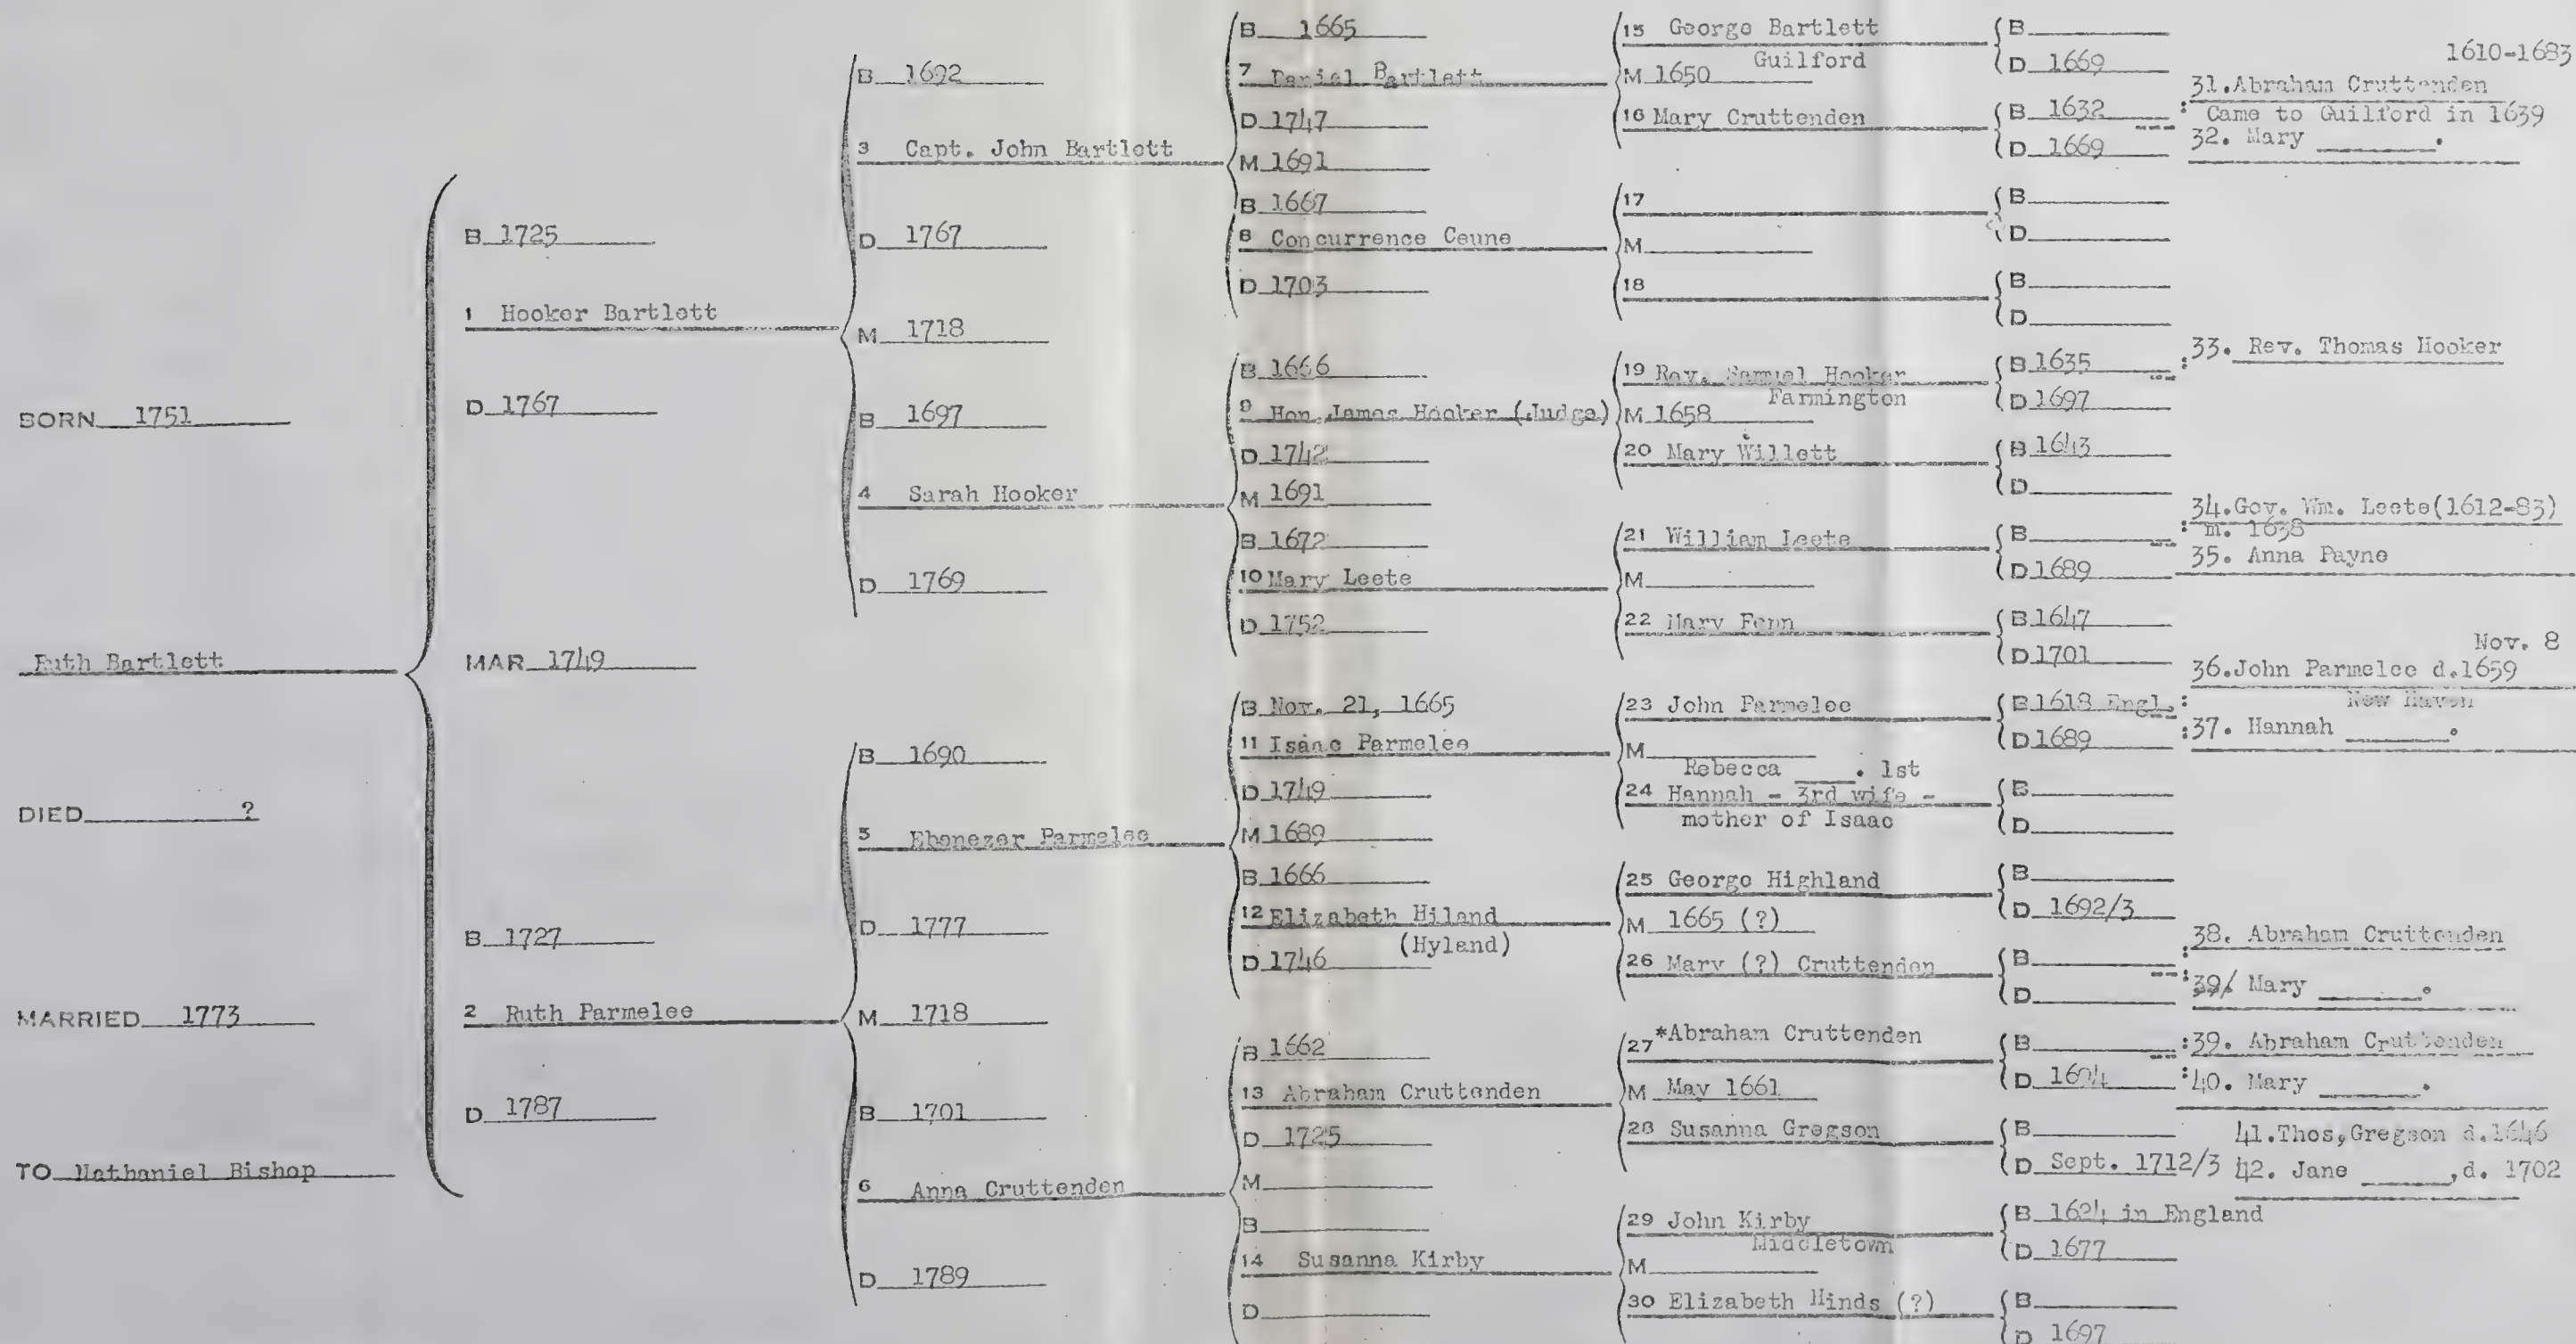 BORN 1751
Ruth Bartlett
DIED ?
MARRIED 1773
TO Nathaniel Bishop
B 1725
1 Hooker Bartlett
D 1767
MAR 1749
B 1727
2 Ruth Parmelee
D 1787
B 1692
3 Capt. John Bartlett
D 1767
M 1718
B 1697
4 Sarah Hooker
D 1769
B 1690
5 Ebenezer Parmelee
D 1777
M 1718
B 1701
6 Anna Cruttenden
D 1789
B 1665
7 Daniel Bartlett
D 1747
M 1691
B 1667
8 Concurrence Ceune
D 1703
B 1666
9 Hon. James Hooker (Judge)
D 1742
M 1691
B 1672
10 Mary Leete
D 1752
B Nov. 21, 1665
11 Isaac Parmelee
D 1749
M 1689
B 1666
12 Elizabeth Hiland
(Hyland)
D 1746
B 1662
13 Abraham Cruttenden
D 1725
M
B
14 Susanna Kirby
D
15 George Bartlett
Guilford
M 1650
16 Mary Cruttenden
17
M
18
19 Rev. Samuel Hooker
Farmington
M 1658
20 Mary Willett
21 William Leete
M
22 Mary Fenn
23 John Parmelee
M
Rebecca ____. 1st
24 Hannah - 3rd wife -
mother of Isaac
25 George Highland
M 1665 (?)
26 Mary (?) Cruttenden
27 *Abraham Cruttenden
M May 1661
28 Susanna Gregson
29 John Kirby
Middletown
M
30 Elizabeth Hinds (?)
B
D 1669
B 1632
D 1669
B
D
B
D
B 1635
D 1697
B 1643
D
B
D 1689
B 1647
D 1701
B 1618 Engl.
D 1689
B
D
B
D 1692/3
B
D
B
D 1694
B
D Sept. 1712/3
B 1624 in England
D 1677
B
D 1697
1610-1683
31. Abraham Cruttenden
: Came to Guilford in 1639
32. Mary ______.
:33. Rev. Thomas Hooker
34. Gov. Wm. Leete(1612-83)
: m. 1638
35. Anna Payne
Nov. 8
36. John Parmelee d.1659
: New Haven
:37. Hannah ______.
:38. Abraham Cruttenden
:39/ Mary ______.
:39. Abraham Cruttenden
:40. Mary ______.
41. Thos, Gregson d.1646
42. Jane ______, d. 1702